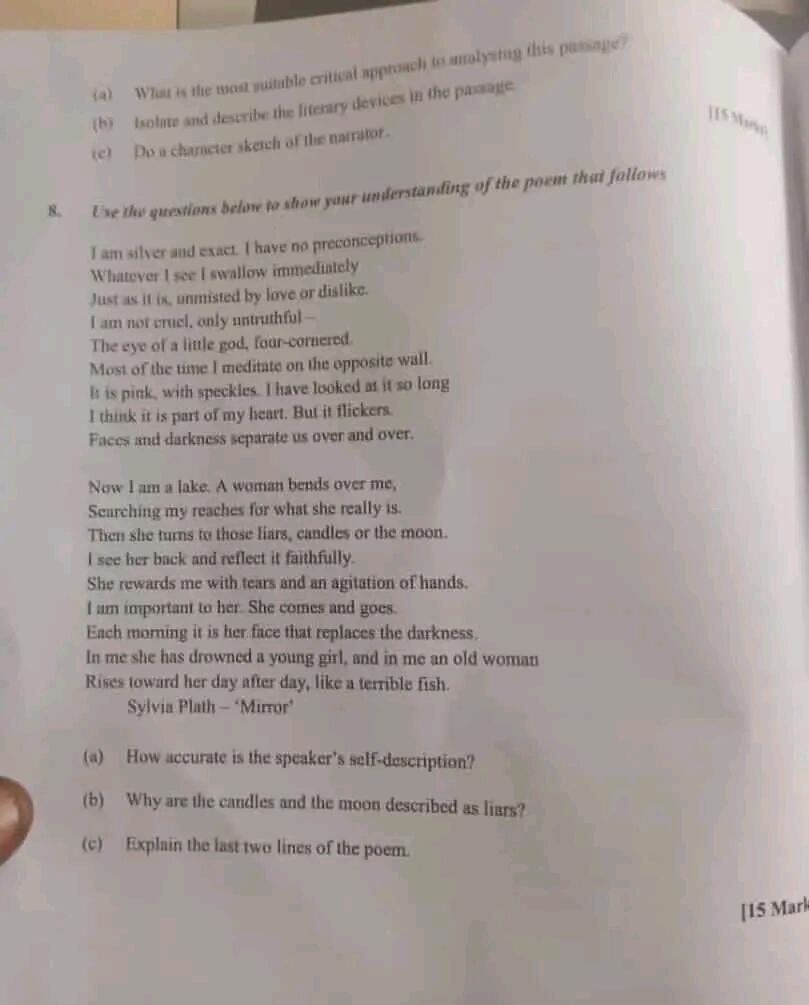 (a) What is the most suitable critical approach to analysing this passage?
(b) Isolate and describe the literary devices in the passage.
(c) Do a character sketch of the narrator.
[15 Marks]
8. Use the questions below to show your understanding of the poem that follows
I am silver and exact. I have no preconceptions.
Whatever I see I swallow immediately
Just as it is, unmisted by love or dislike.
I am not cruel, only untruthful –
The eye of a little god, four-cornered.
Most of the time I meditate on the opposite wall.
It is pink, with speckles. I have looked at it so long
I think it is part of my heart. But it flickers.
Faces and darkness separate us over and over.
Now I am a lake. A woman bends over me,
Searching my reaches for what she really is.
Then she turns to those liars, candles or the moon.
I see her back and reflect it faithfully.
She rewards me with tears and an agitation of hands.
I am important to her. She comes and goes.
Each morning it is her face that replaces the darkness.
In me she has drowned a young girl, and in me an old woman
Rises toward her day after day, like a terrible fish.
Sylvia Plath – ‘Mirror’
(a) How accurate is the speaker's self-description?
(b) Why are the candles and the moon described as liars?
(c) Explain the last two lines of the poem.
[15 Mark